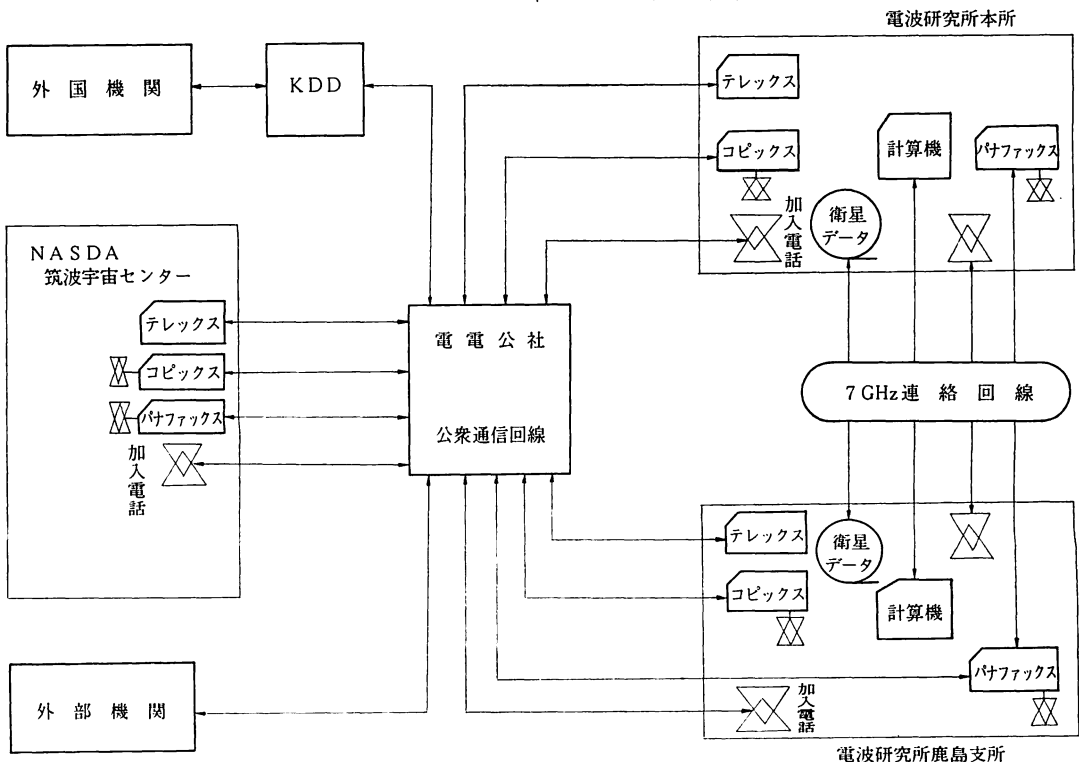 電波研究所本所
外国機関
KDD
テレックス
コピックス
加入電話
衛星
データ
計算機
パナファックス
NASDA
筑波宇宙センター
テレックス
コピックス
パナファックス
加入電話
電電公社
公衆通信回線
7GHz連絡回線
テレックス
コピックス
衛星
データ
計算機
パナファックス
加入電話
外部機関
電波研究所鹿島支所